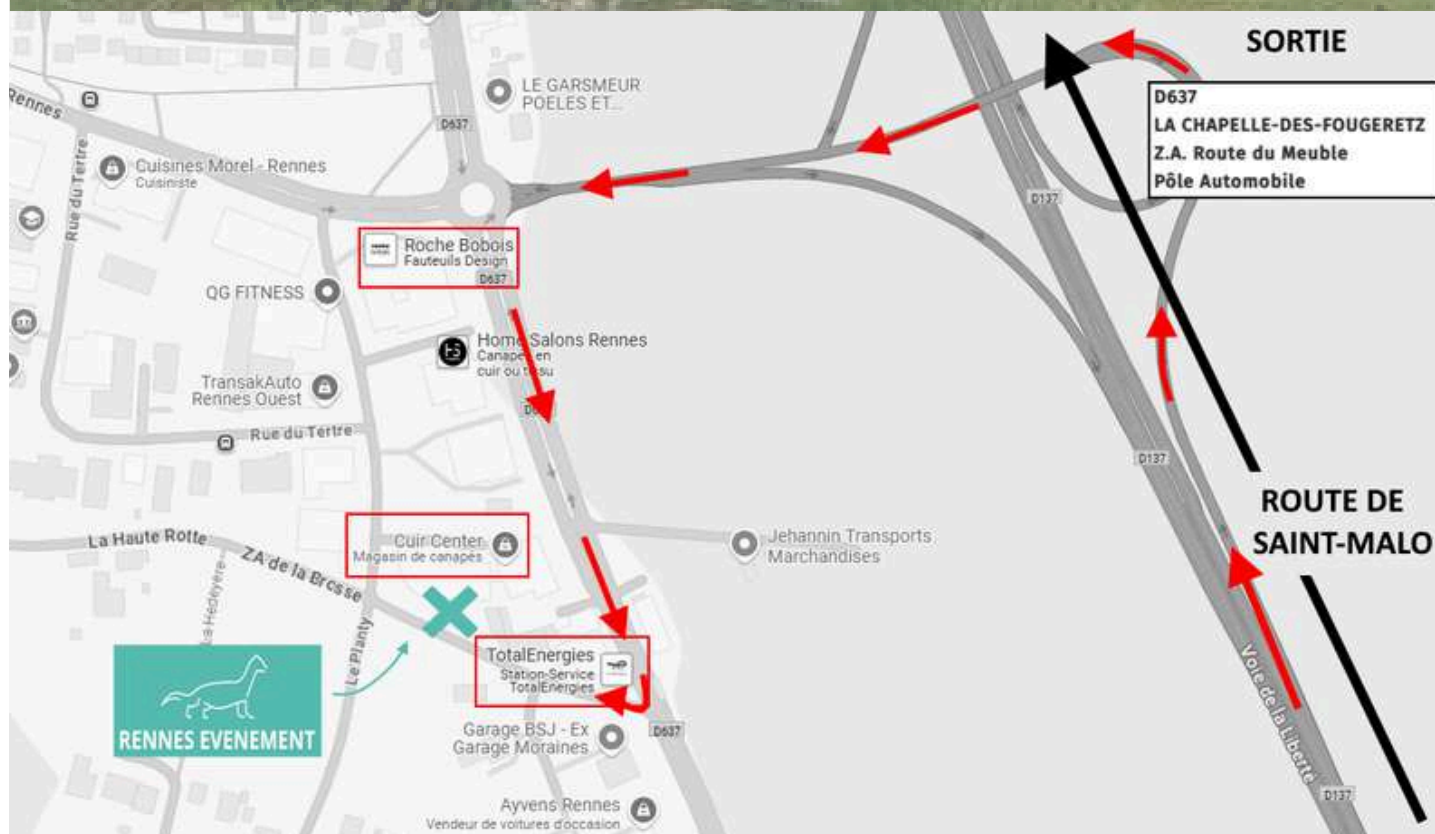 SORTIE
D637
LA CHAPELLE-DES-FOUGERETZ
Z.A. Route du Meuble
Pôle Automobile
LE GARSMEUR
POELES ET...
Rennes
D637
Cuisines Morel - Rennes
Cuisiniste
Rue du Tertre
D137
Roche Bobois
Fauteuils Design
D637
QG FITNESS
Home Salons Rennes
Canapés en
cuir ou tissu
TransakAuto
Rennes Ouest
Rue du Tertre
D137
ROUTE DE
SAINT-MALO
La Haute Rotte
ZA de la Brosse
Cuir Center
Magasin de canapés
Jehannin Transports
Marchandises
La Hédeyère
Le Planty
TotalEnergies
Station-Service
TotalEnergies
Voie de la Liberté
RENNES EVENEMENT
Garage BSJ - Ex
Garage Moraines
D637
D137
Ayvens Rennes
Vendeur de voitures d'occasion